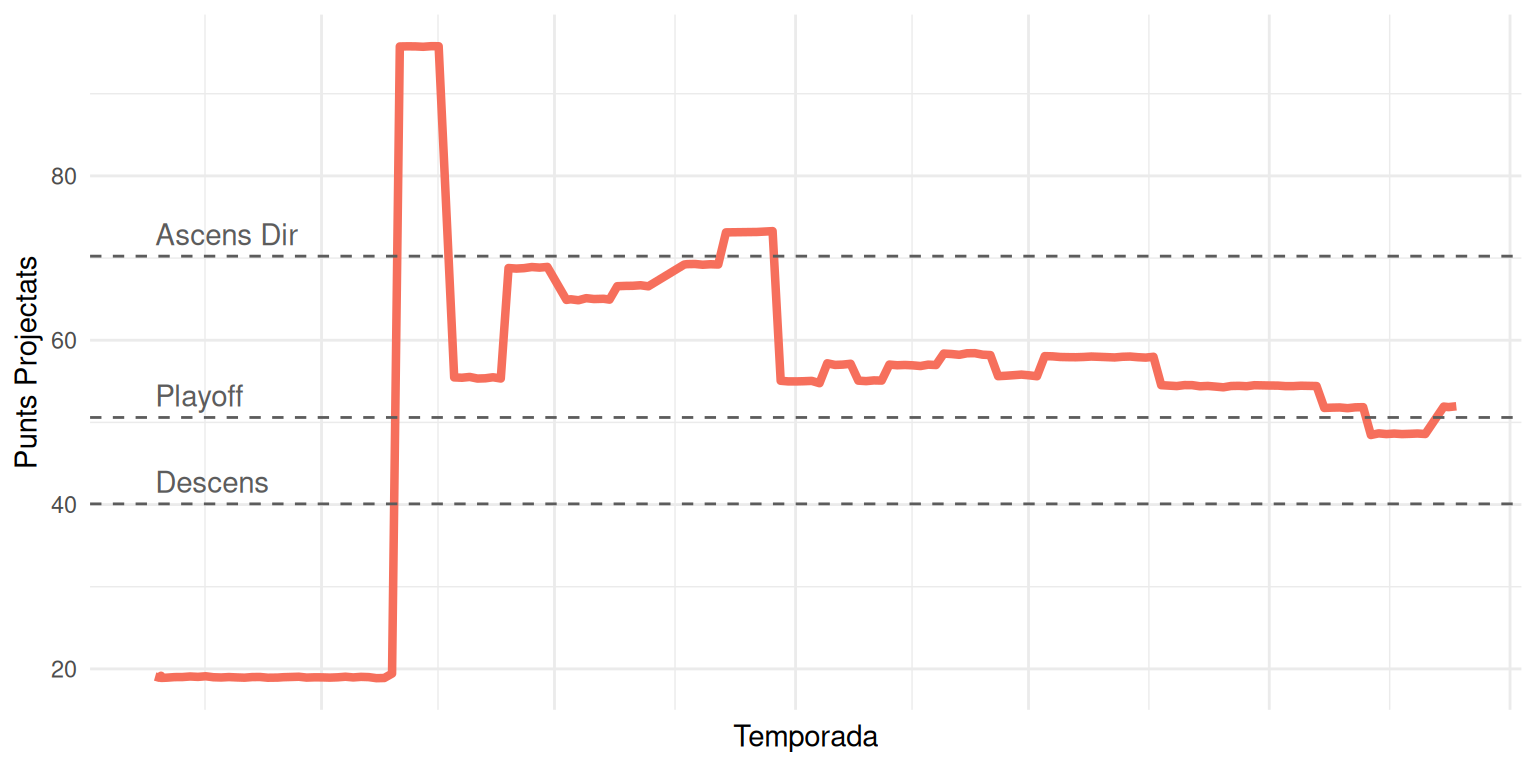 80
Ascens Dir
60
Playoff
Descens
40
20
Punts Projectats
Temporada